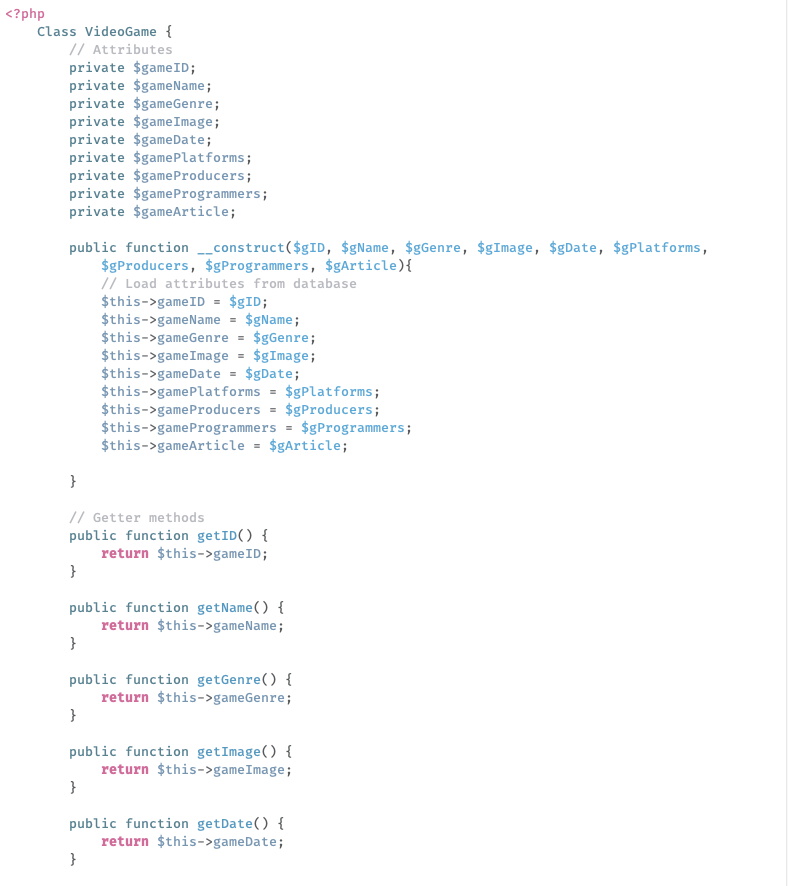 <?php
    Class VideoGame {
        // Attributes
        private $gameID;
        private $gameName;
        private $gameGenre;
        private $gameImage;
        private $gameDate;
        private $gamePlatforms;
        private $gameProducers;
        private $gameProgrammers;
        private $gameArticle;

        public function __construct($gID, $gName, $gGenre, $gImage, $gDate, $gPlatforms,
            $gProducers, $gProgrammers, $gArticle){
            // Load attributes from database
            $this->gameID = $gID;
            $this->gameName = $gName;
            $this->gameGenre = $gGenre;
            $this->gameImage = $gImage;
            $this->gameDate = $gDate;
            $this->gamePlatforms = $gPlatforms;
            $this->gameProducers = $gProducers;
            $this->gameProgrammers = $gProgrammers;
            $this->gameArticle = $gArticle;

        }

        // Getter methods
        public function getID() {
            return $this->gameID;
        }

        public function getName() {
            return $this->gameName;
        }

        public function getGenre() {
            return $this->gameGenre;
        }

        public function getImage() {
            return $this->gameImage;
        }

        public function getDate() {
            return $this->gameDate;
        }